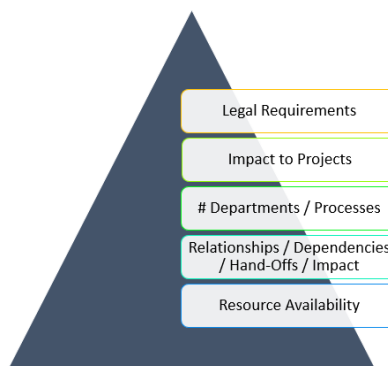 Legal Requirements
Impact to Projects
# Departments / Processes
Relationships / Dependencies
/ Hand-Offs / Impact
Resource Availability